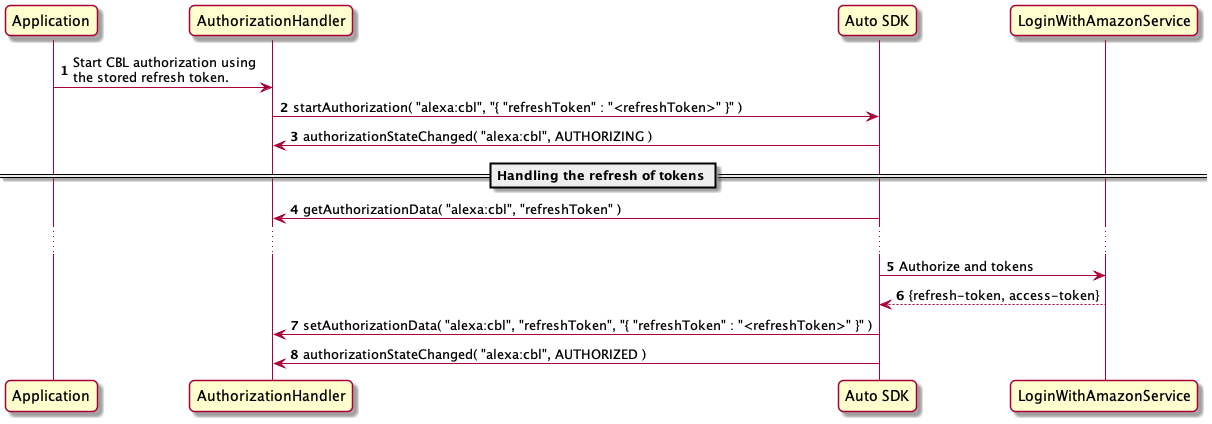 Application AuthorizationHandler Auto SDK LoginWithAmazonService
1 Start CBL authorization using
the stored refresh token.
2 startAuthorization( "alexa:cbl", "{ "refreshToken" : "<refreshToken>" }" )
3 authorizationStateChanged( "alexa:cbl", AUTHORIZING )
Handling the refresh of tokens
4 getAuthorizationData( "alexa:cbl", "refreshToken" )
5 Authorize and tokens
6 {refresh-token, access-token}
7 setAuthorizationData( "alexa:cbl", "refreshToken", "{ "refreshToken" : "<refreshToken>" }" )
8 authorizationStateChanged( "alexa:cbl", AUTHORIZED )
Application AuthorizationHandler Auto SDK LoginWithAmazonService